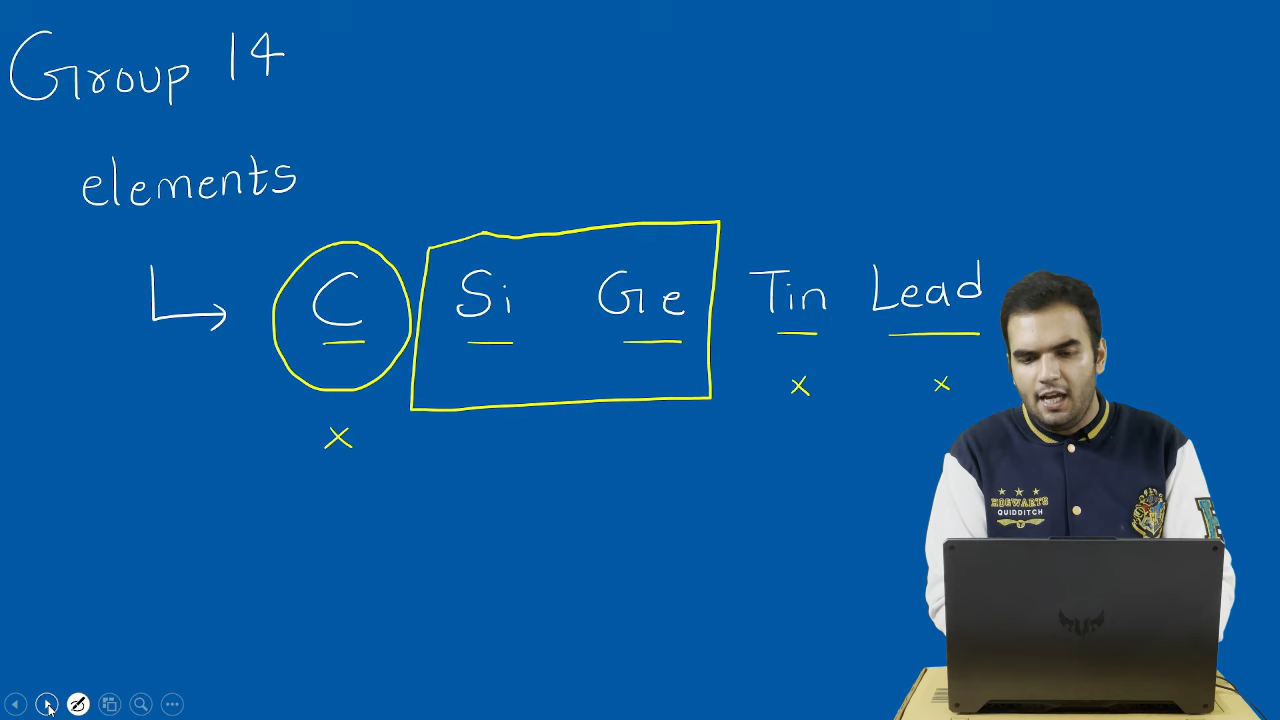 Group 14
elements
C Si Ge Tin Lead
x x
x
HOGWARTS
QUIDDITCH